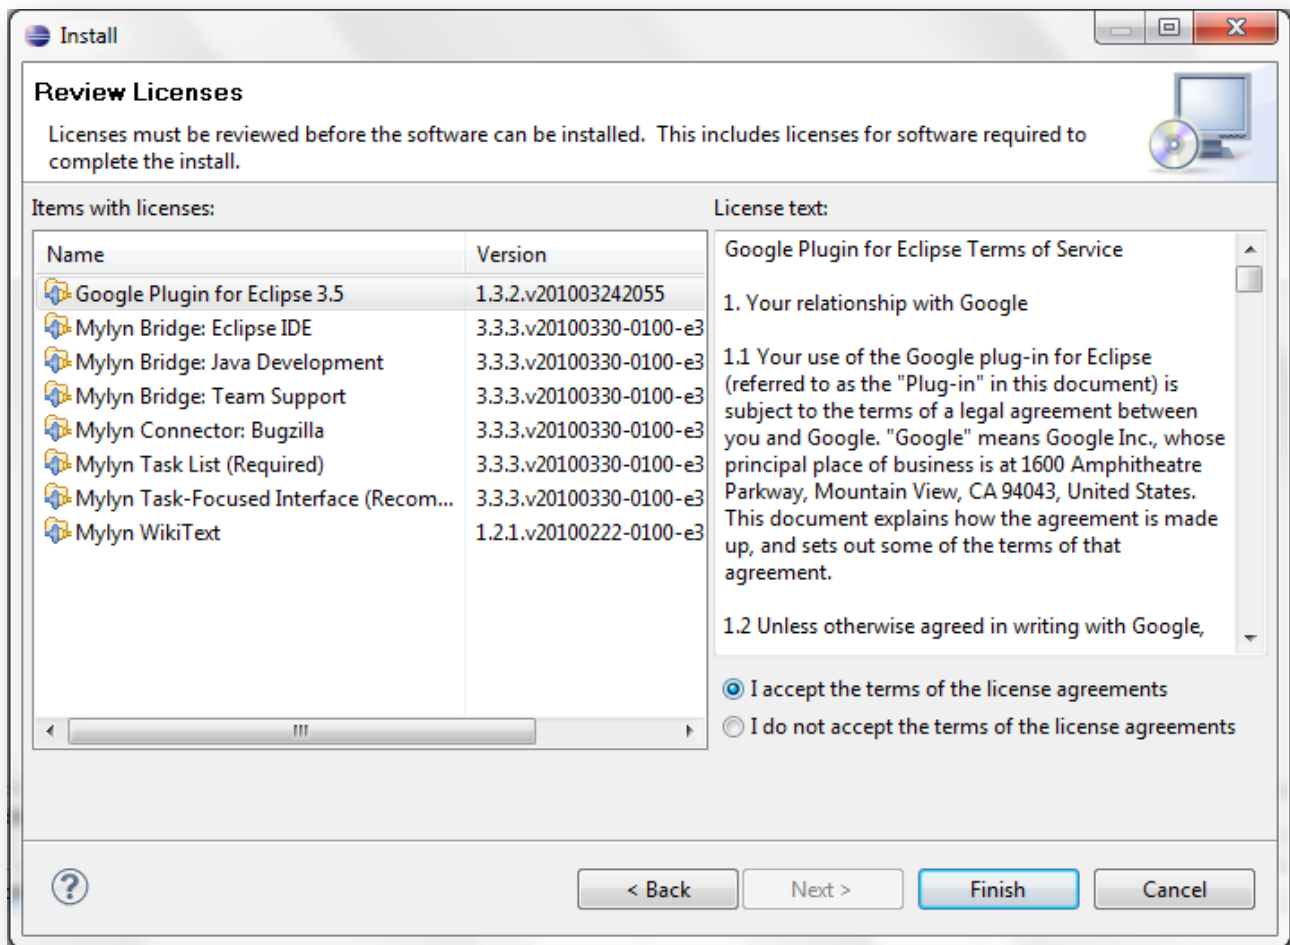 Install
Review Licenses
Licenses must be reviewed before the software can be installed.  This includes licenses for software required to
complete the install.
Items with licenses:
Name Version
Google Plugin for Eclipse 3.5 1.3.2.v201003242055
Mylyn Bridge: Eclipse IDE 3.3.3.v20100330-0100-e3
Mylyn Bridge: Java Development 3.3.3.v20100330-0100-e3
Mylyn Bridge: Team Support 3.3.3.v20100330-0100-e3
Mylyn Connector: Bugzilla 3.3.3.v20100330-0100-e3
Mylyn Task List (Required) 3.3.3.v20100330-0100-e3
Mylyn Task-Focused Interface (Recom... 3.3.3.v20100330-0100-e3
Mylyn WikiText 1.2.1.v20100222-0100-e3
License text:
Google Plugin for Eclipse Terms of Service
1. Your relationship with Google
1.1 Your use of the Google plug-in for Eclipse
(referred to as the "Plug-in" in this document) is
subject to the terms of a legal agreement between
you and Google. "Google" means Google Inc., whose
principal place of business is at 1600 Amphitheatre
Parkway, Mountain View, CA 94043, United States.
This document explains how the agreement is made
up, and sets out some of the terms of that
agreement.
1.2 Unless otherwise agreed in writing with Google,
I accept the terms of the license agreements
I do not accept the terms of the license agreements
? < Back Next > Finish Cancel